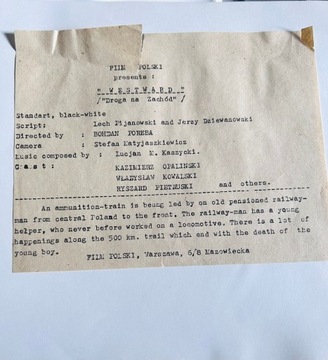 FILM POLSKI
presents :
" W E S T W A R D "
/"Droga na Zachód" /
Standart, black-white
Script: Lech Pijanowski and Jerzy Dziewanowski
Directed by : BOHDAN POREBA
Camera : Stefan Matyjaszkiewicz
Music composed by : Lucjan M. Kaszycki.
C a s t : KAZIMIERZ OPALINSKI
WŁADYSŁAW KOWALSKI
RYSZARD PIETRUSKI and others.
An ammunition-train is being led by an old pensioned railway-
man from central Poland to the front. The railway-man has a young
helper, who never before worked on a locomotive. There is a lot of
happenings along the 500 km. trail which end with the death of the
young boy.
FILM POLSKI, Warszawa, 6/8 Mazowiecka